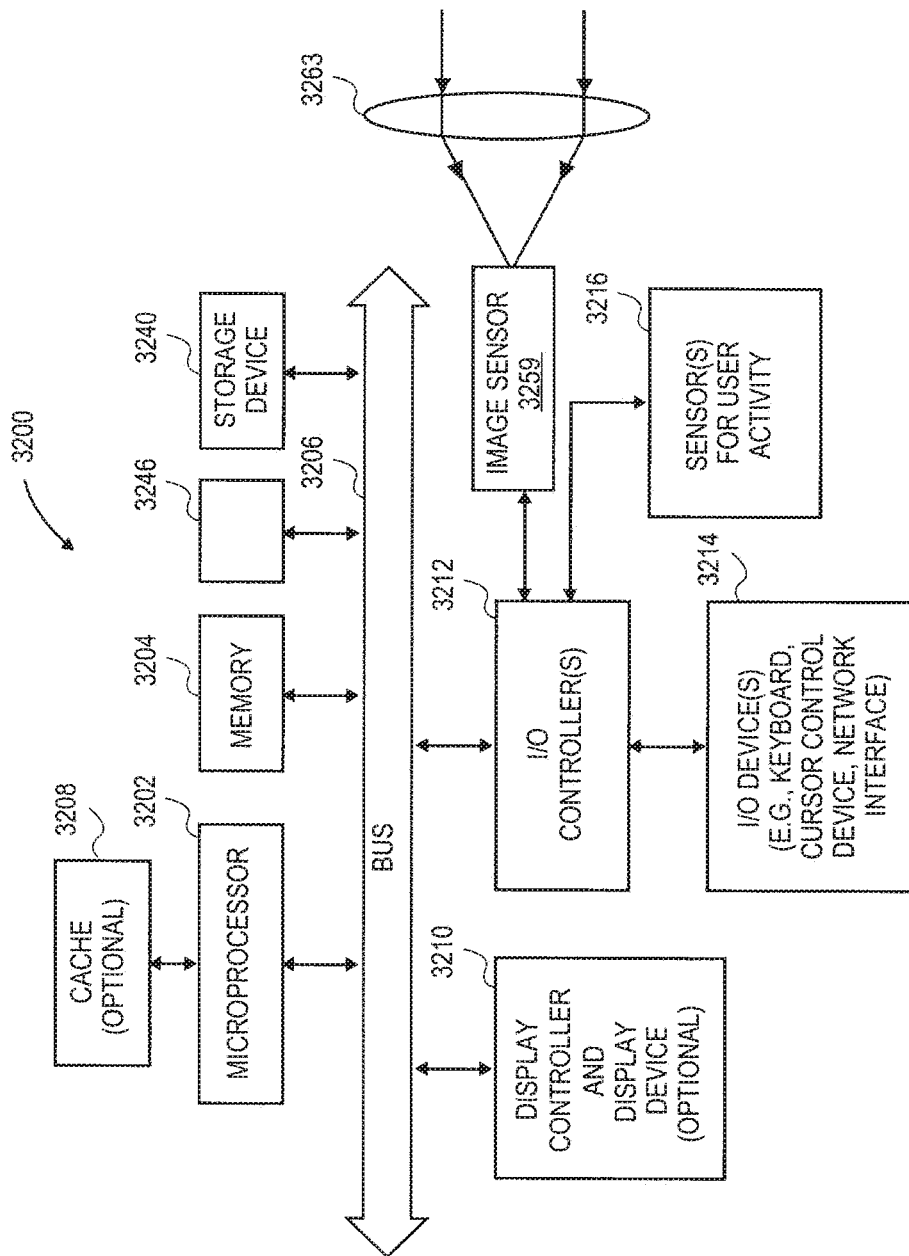 3200
3208
CACHE
(OPTIONAL)
3202
MICROPROCESSOR
3204
MEMORY
3246
3240
STORAGE
DEVICE
3206
BUS
3210
DISPLAY
CONTROLLER
AND
DISPLAY
DEVICE
(OPTIONAL)
3212
I/O
CONTROLLER(S)
IMAGE SENSOR
3259
3263
3214
I/O DEVICE(S)
(E.G., KEYBOARD,
CURSOR CONTROL
DEVICE, NETWORK
INTERFACE)
3216
SENSOR(S)
FOR USER
ACTIVITY